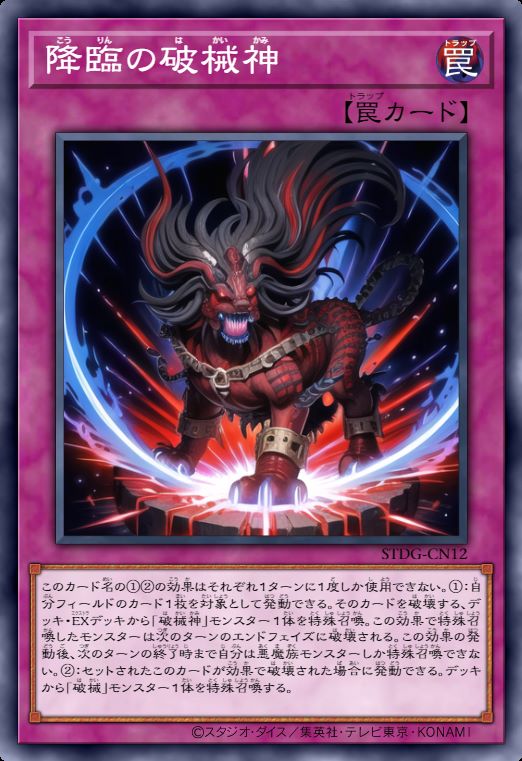 降臨の破械神
罠
トラップ
【罠カード】
STDG-CN12
このカード名の①②の効果はそれぞれ1ターンに1度しか使用できない。①:自
分フィールドのカード1枚を対象として発動できる。そのカードを破壊する、デ
ッキ・EXデッキから「破械神」モンスター1体を特殊召喚。この効果で特殊召
喚したモンスターは次のターンのエンドフェイズに破壊される。この効果の発
動後、次のターンの終了時まで自分は悪魔族モンスターしか特殊召喚できな
い。②:セットされたこのカードが効果で破壊された場合に発動できる。デッキ
から「破械」モンスター1体を特殊召喚する。
©スタジオ・ダイス/集英社・テレビ東京・KONAMI